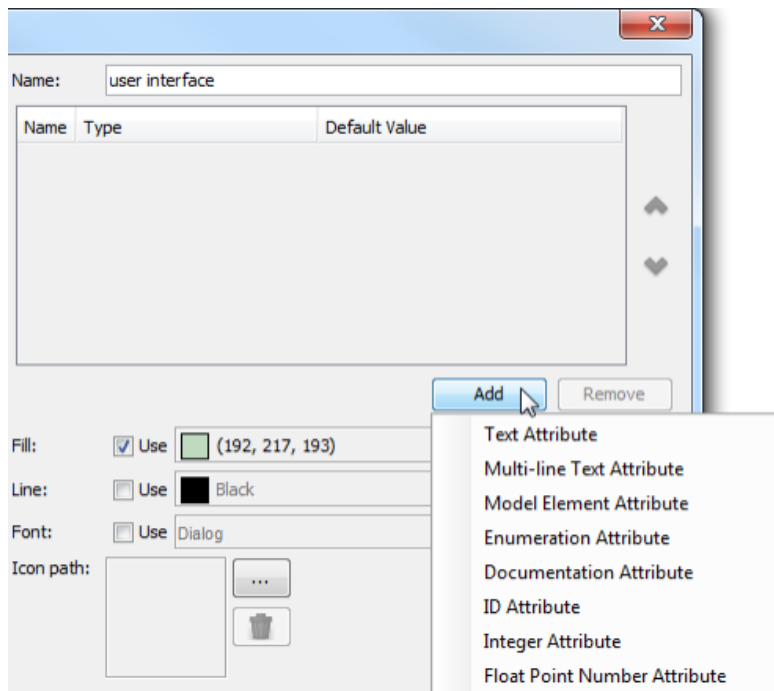 Name: user interface
Name Type Default Value
Add Remove
Text Attribute
Fill: Use (192, 217, 193)
Multi-line Text Attribute
Line: Use Black
Model Element Attribute
Font: Use Dialog
Enumeration Attribute
Icon path: ...
Documentation Attribute
ID Attribute
Integer Attribute
Float Point Number Attribute